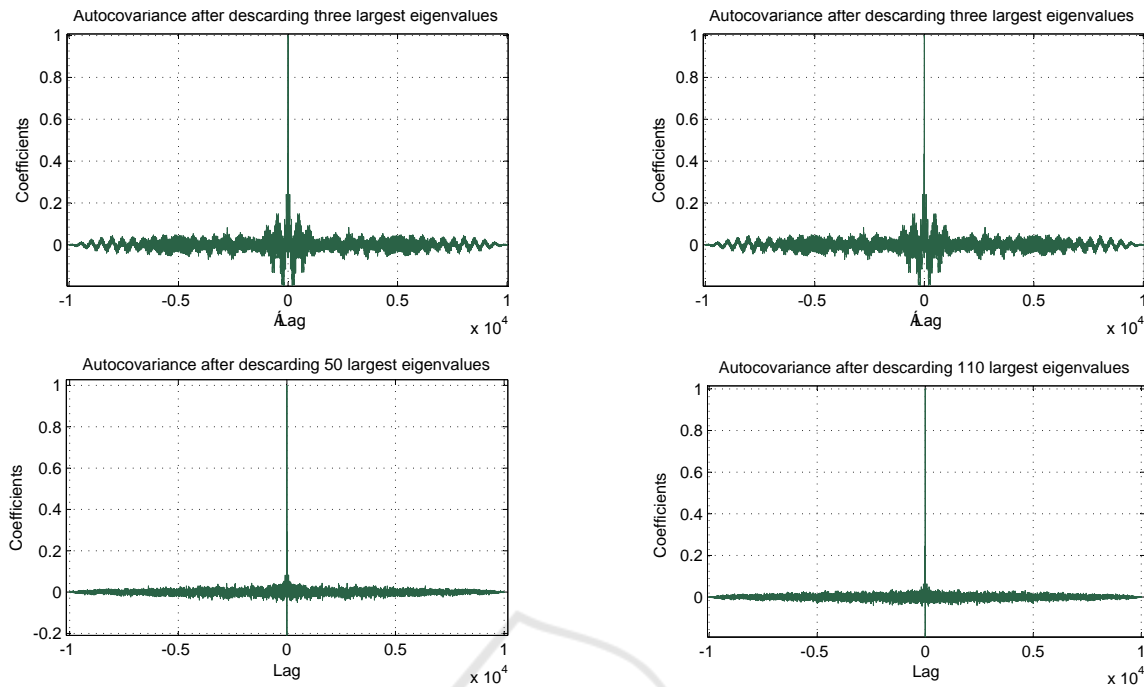 Autocovariance after descarding three largest eigenvalues
1
0.8
0.6
0.4
0.2
0
Coefficients
-1 -0.5 0 0.5 1
Lag
x 10^4
Autocovariance after descarding three largest eigenvalues
1
0.8
0.6
0.4
0.2
0
Coefficients
-1 -0.5 0 0.5 1
Lag
x 10^4
Autocovariance after descarding 50 largest eigenvalues
1
0.8
0.6
0.4
0.2
0
-0.2
Coefficients
-1 -0.5 0 0.5 1
Lag
x 10^4
Autocovariance after descarding 110 largest eigenvalues
1
0.8
0.6
0.4
0.2
0
Coefficients
-1 -0.5 0 0.5 1
Lag
x 10^4